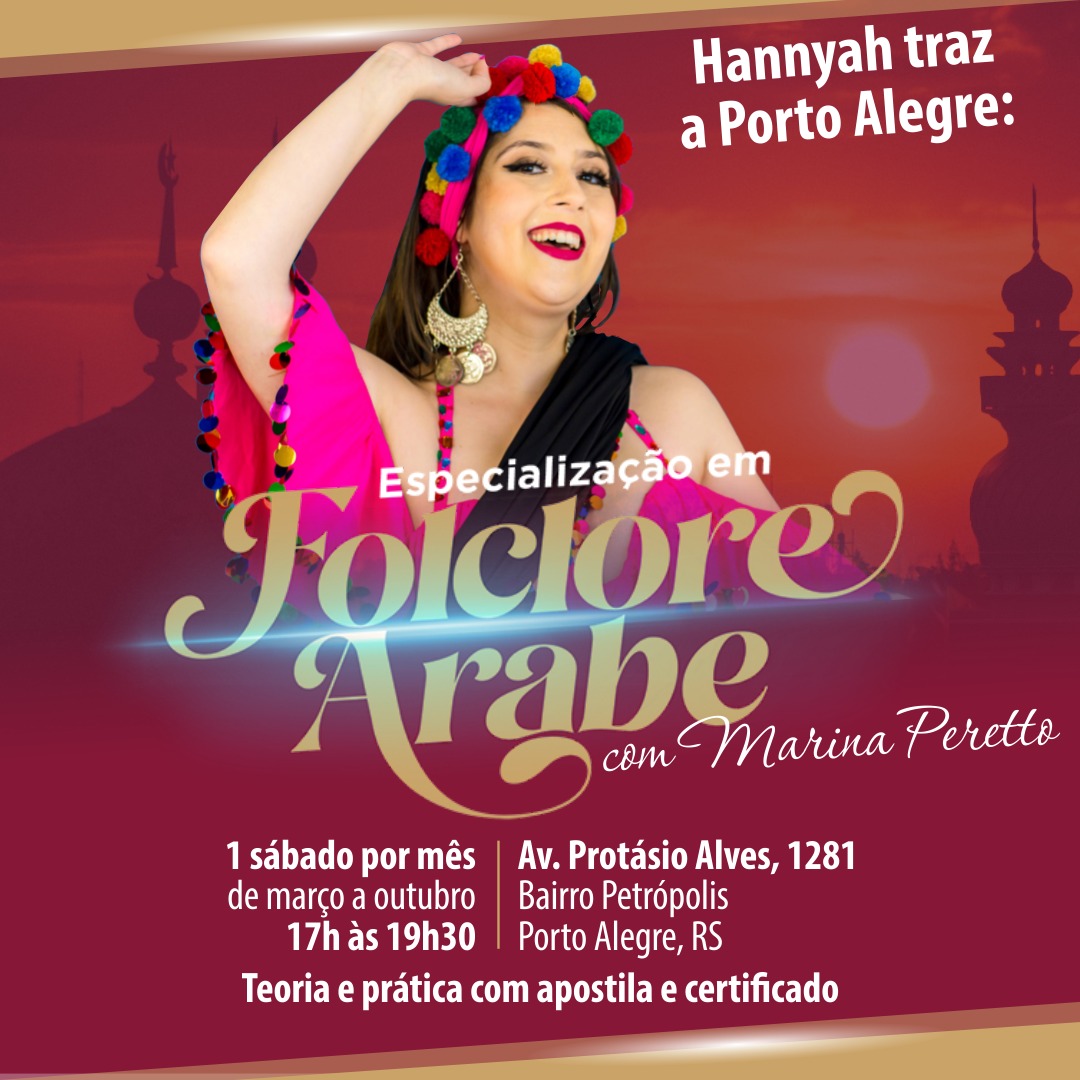 Hannyah traz
a Porto Alegre:
Especialização em
Folclore
Arabe
com Marina Peretto
1 sábado por mês
de março a outubro
17h às 19h30
Av. Protásio Alves, 1281
Bairro Petrópolis
Porto Alegre, RS
Teoria e prática com apostila e certificado